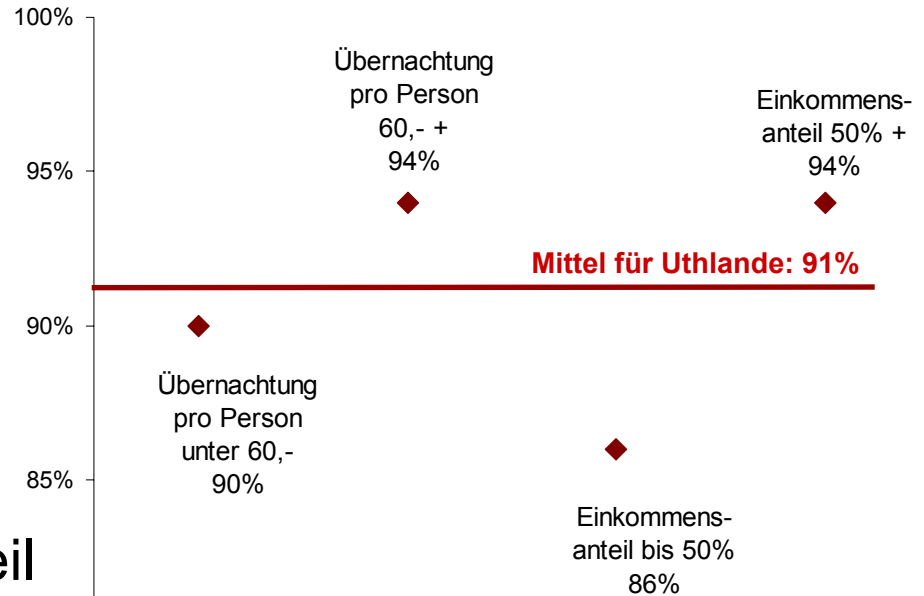 100%
Übernachtung
pro Person
60,- +
94%
Einkommens-
anteil 50% +
94%
95%
Mittel für Uthlande: 91%
90%
Übernachtung
pro Person
unter 60,-
90%
85%
Einkommens-
anteil bis 50%
86%
eil